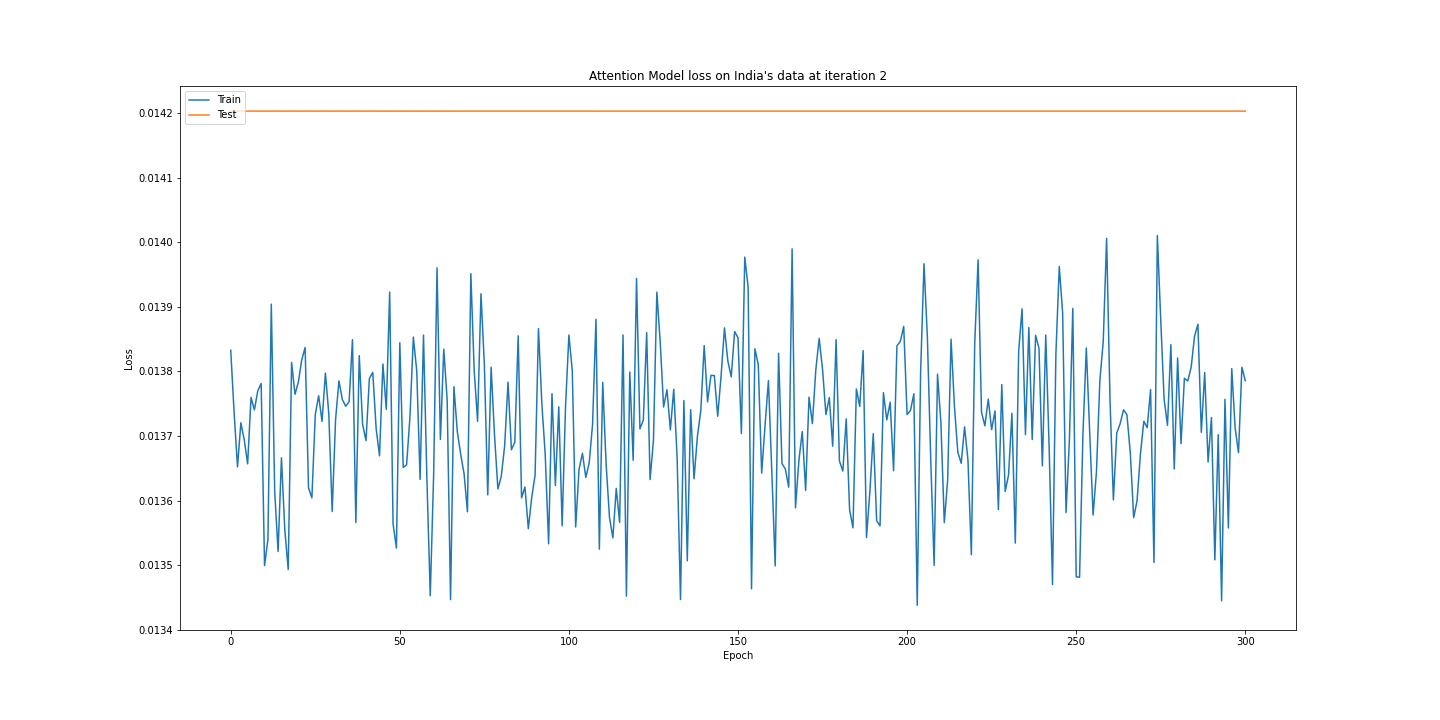 Attention Model loss on India's data at iteration 2
Train
Test
0.0142
0.0141
0.0140
0.0139
0.0138
0.0137
0.0136
0.0135
0.0134
Loss
0 50 100 150 200 250 300
Epoch